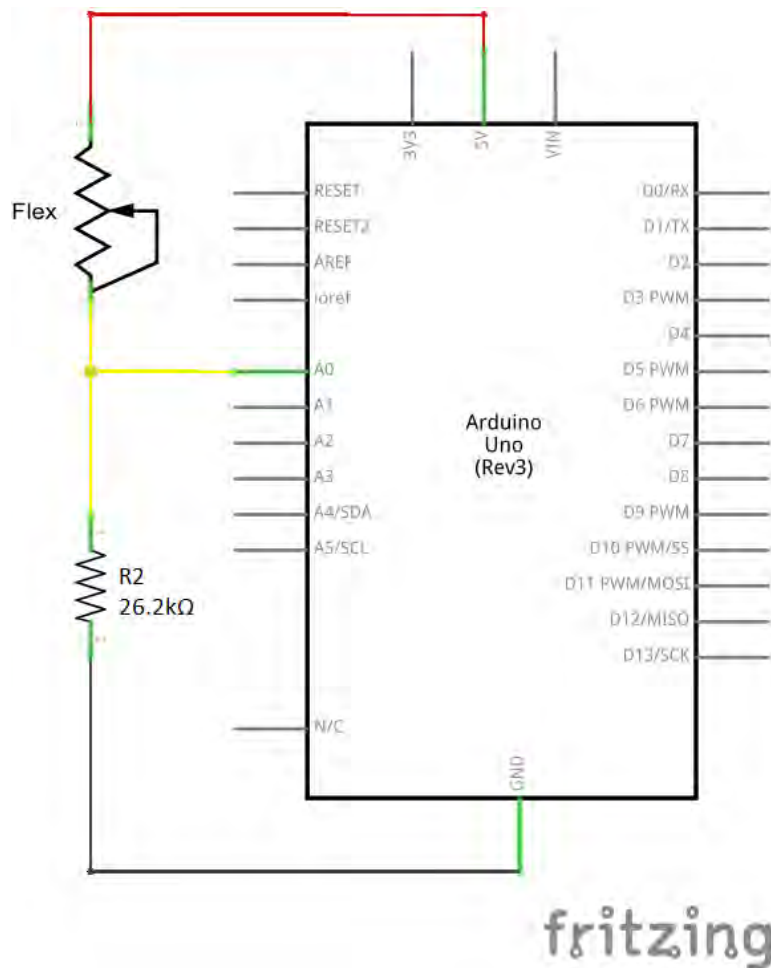 3V3
5V
VIN
RESET
RESET2
AREF
ioref
A0
A1
A2
A3
A4/SDA
A5/SCL
N/C
Flex
R2
26.2kΩ
Arduino
Uno
(Rev3)
D0/RX
D1/TX
D2
D3 PWM
D4
D5 PWM
D6 PWM
D7
D8
D9 PWM
D10 PWM/SS
D11 PWM/MOSI
D12/MISO
D13/SCK
GND
fritzing